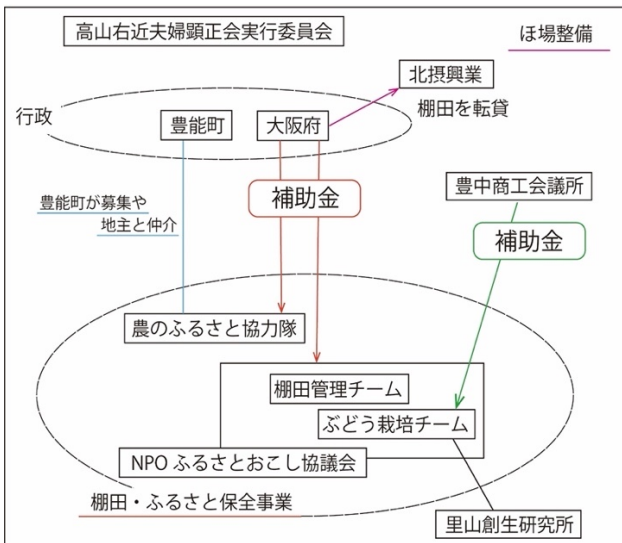 高山右近夫婦顕正会実行委員会
ほ場整備
北摂興業
棚田を転貸
行政
豊能町
大阪府
豊能町が募集や
地主と仲介
補助金
豊中商工会議所
補助金
農のふるさと協力隊
棚田管理チーム
ぶどう栽培チーム
NPO ふるさとおこし協議会
棚田・ふるさと保全事業
里山創生研究所